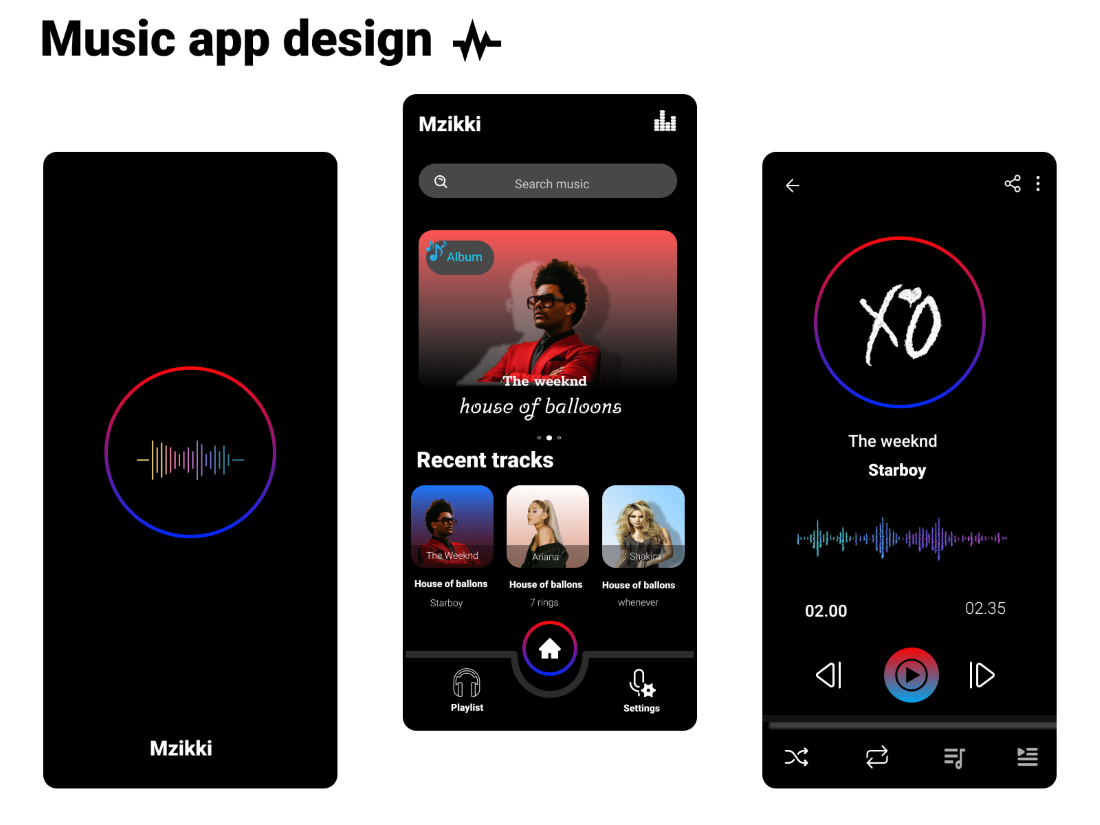 Music app design
Mzikki
Mzikki
Search music
Album
The weeknd
house of balloons
Recent tracks
The Weeknd
Ariana
Shakira
House of ballons
House of ballons
House of ballons
Starboy
7 rings
whenever
Playlist
Settings
XO
The weeknd
Starboy
02.00
02.35